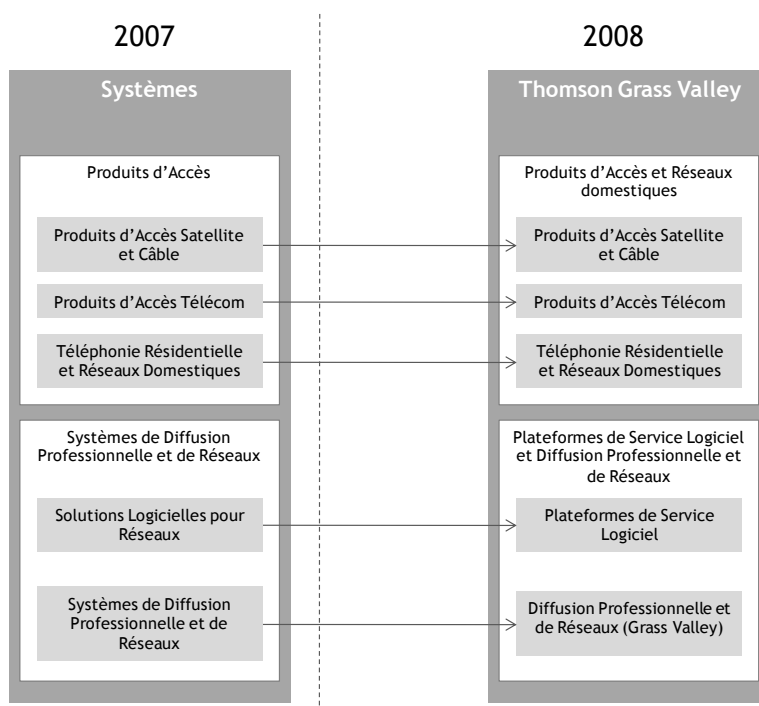 2007
2008
Systèmes
Thomson Grass Valley
Produits d’Accès
Produits d’Accès et Réseaux
domestiques
Produits d’Accès Satellite
et Câble
Produits d’Accès Satellite
et Câble
Produits d’Accès Télécom
Produits d’Accès Télécom
Téléphonie Résidentielle
et Réseaux Domestiques
Téléphonie Résidentielle
et Réseaux Domestiques
Systèmes de Diffusion
Professionnelle et de Réseaux
Plateformes de Service Logiciel
et Diffusion Professionnelle et
de Réseaux
Solutions Logicielles pour
Réseaux
Plateformes de Service
Logiciel
Systèmes de Diffusion
Professionnelle et de
Réseaux
Diffusion Professionnelle et
de Réseaux (Grass Valley)